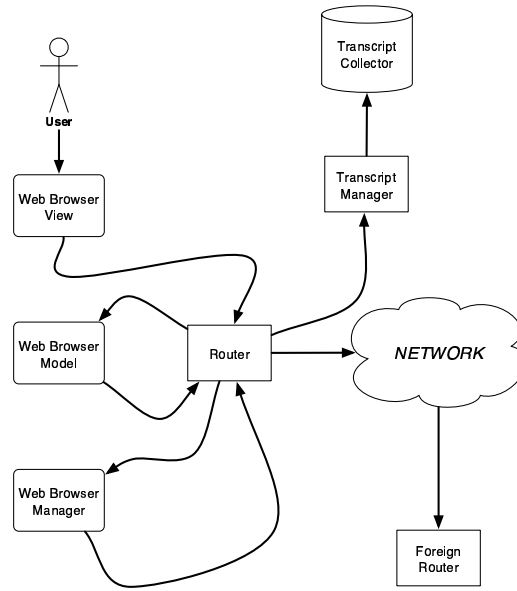 Transcript
Collector
User
Transcript
Manager
Web Browser
View
Web Browser
Model
Router
NETWORK
Web Browser
Manager
Foreign
Router